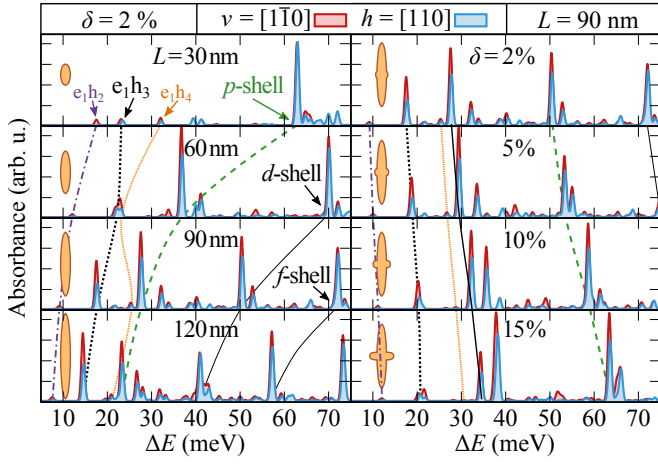 δ = 2 % v = [11̄0] h = [110] L = 90 nm
L = 30nm δ = 2%
e₁h₂ e₁h₃ e₁h₄ p-shell
60nm 5%
d-shell
90nm 10%
f-shell
120nm 15%
Absorbance (arb. u.)
10 20 30 40 50 60 70 10 20 30 40 50 60 70
ΔE (meV) ΔE (meV)